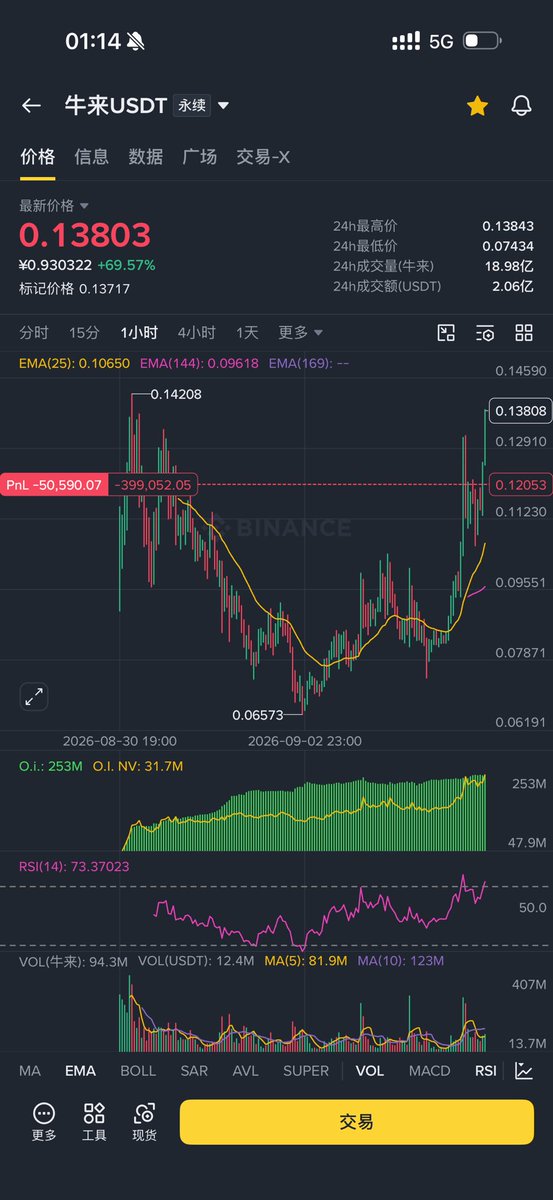 01:14 5G
牛来USDT 永续
价格 信息 数据 广场 交易-X
最新价格
0.13803
¥0.930322 +69.57%
标记价格 0.13717
24h最高价 0.13843
24h最低价 0.07434
24h成交量(牛来) 18.98亿
24h成交额(USDT) 2.06亿
分时 15分 1小时 4小时 1天 更多
EMA(25): 0.10650 EMA(144): 0.09618 EMA(169): --
0.14590
0.14208
0.13808
0.12910
PnL -50,590.07 -399,052.05 0.12053
0.11230
BINANCE
0.09551
0.07871
0.06573
0.06191
2026-08-30 19:00 2026-09-02 23:00
O.i.: 253M O.I. NV: 31.7M
253M
47.9M
RSI(14): 73.37023
50.0
VOL(牛来): 94.3M VOL(USDT): 12.4M MA(5): 81.9M MA(10): 123M
407M
13.7M
MA EMA BOLL SAR AVL SUPER VOL MACD RSI
更多 工具 现货 交易